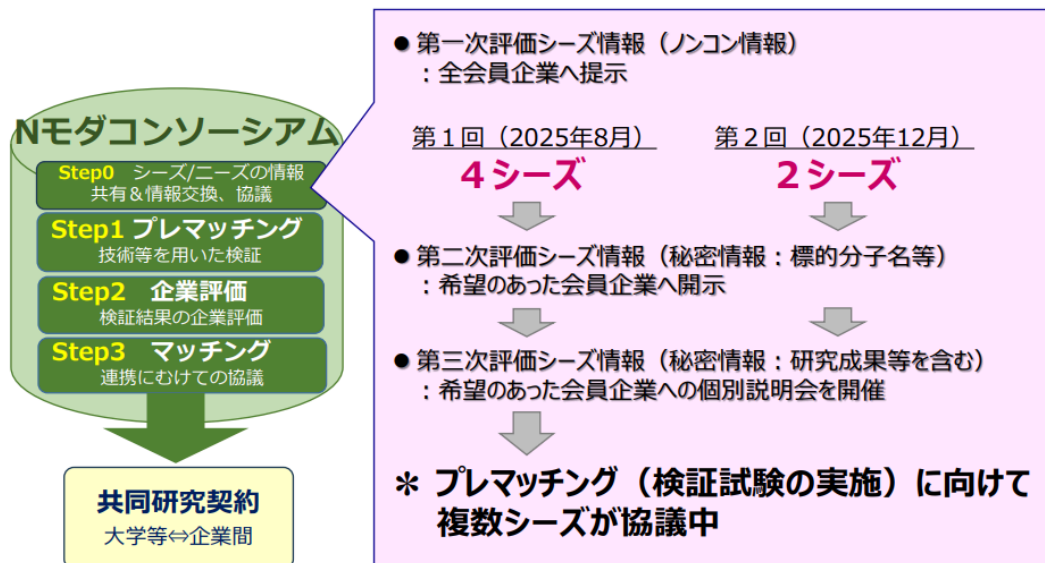 Nモダコンソーシアム
Step0 シーズ/ニーズの情報
共有＆情報交換、協議
Step1 プレマッチング
技術等を用いた検証
Step2 企業評価
検証結果の企業評価
Step3 マッチング
連携にむけての協議
共同研究契約
大学等⇔企業間
● 第一次評価シーズ情報（ノンコン情報）
：全会員企業へ提示
第１回（2025年8月）
４シーズ
第２回（2025年12月）
２シーズ
● 第二次評価シーズ情報（秘密情報：標的分子名等）
：希望のあった会員企業へ開示
● 第三次評価シーズ情報（秘密情報：研究成果等を含む）
：希望のあった会員企業への個別説明会を開催
＊ プレマッチング（検証試験の実施）に向けて
複数シーズが協議中